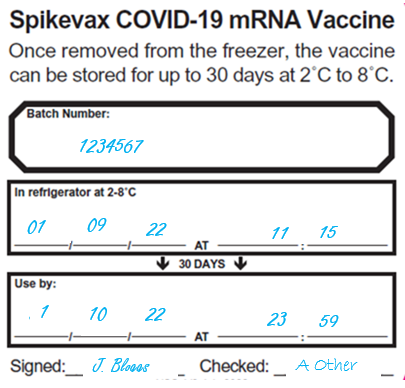 Spikevax COVID-19 mRNA Vaccine
Once removed from the freezer, the vaccine
can be stored for up to 30 days at 2°C to 8°C.
Batch Number:
1234567
In refrigerator at 2-8°C
01 / 09 / 22 AT 11 : 15
30 DAYS
Use by:
1 / 10 / 22 AT 23 : 59
Signed: J. Bloggs Checked: A Other